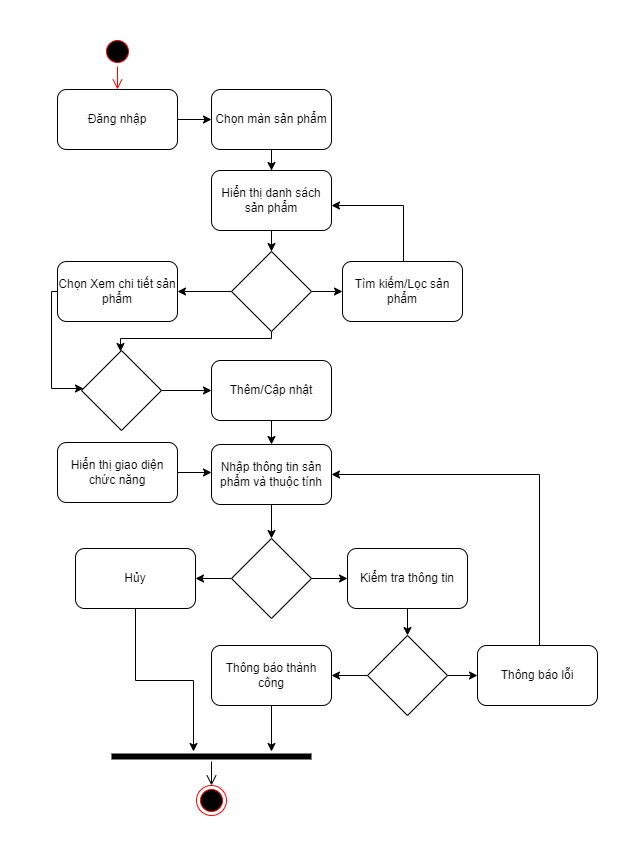 Đăng nhập
Chọn màn sản phẩm
Hiển thị danh sách
sản phẩm
Chọn Xem chi tiết sản
phẩm
Tìm kiếm/Lọc sản
phẩm
Thêm/Cập nhật
Hiển thị giao diện
chức năng
Nhập thông tin sản
phẩm và thuộc tính
Hủy
Kiểm tra thông tin
Thông báo thành
công
Thông báo lỗi